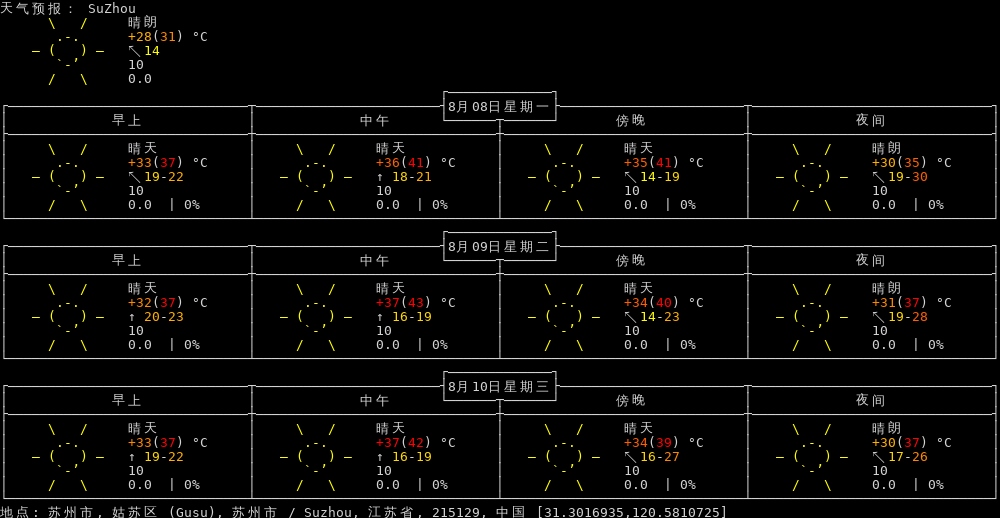 天气预报： SuZhou
晴朗
+28(31) °C
↖ 14
10
0.0
8月08日星期一
早上 中午 傍晚 夜间
晴天 晴天 晴天 晴朗
+33(37) °C +36(41) °C +35(41) °C +30(35) °C
↖ 19-22 ↑ 18-21 ↖ 14-19 ↖ 19-30
10 10 10 10
0.0 | 0% 0.0 | 0% 0.0 | 0% 0.0 | 0%
8月09日星期二
早上 中午 傍晚 夜间
晴天 晴天 晴天 晴朗
+32(37) °C +37(43) °C +34(40) °C +31(37) °C
↑ 20-23 ↑ 16-19 ↖ 14-23 ↖ 19-28
10 10 10 10
0.0 | 0% 0.0 | 0% 0.0 | 0% 0.0 | 0%
8月10日星期三
早上 中午 傍晚 夜间
晴天 晴天 晴天 晴朗
+33(37) °C +37(42) °C +34(39) °C +30(37) °C
↑ 19-22 ↑ 16-19 ↖ 16-27 ↖ 17-26
10 10 10 10
0.0 | 0% 0.0 | 0% 0.0 | 0% 0.0 | 0%
地点: 苏州市, 姑苏区 (Gusu), 苏州市 / Suzhou, 江苏省, 215129, 中国 [31.3016935,120.5810725]